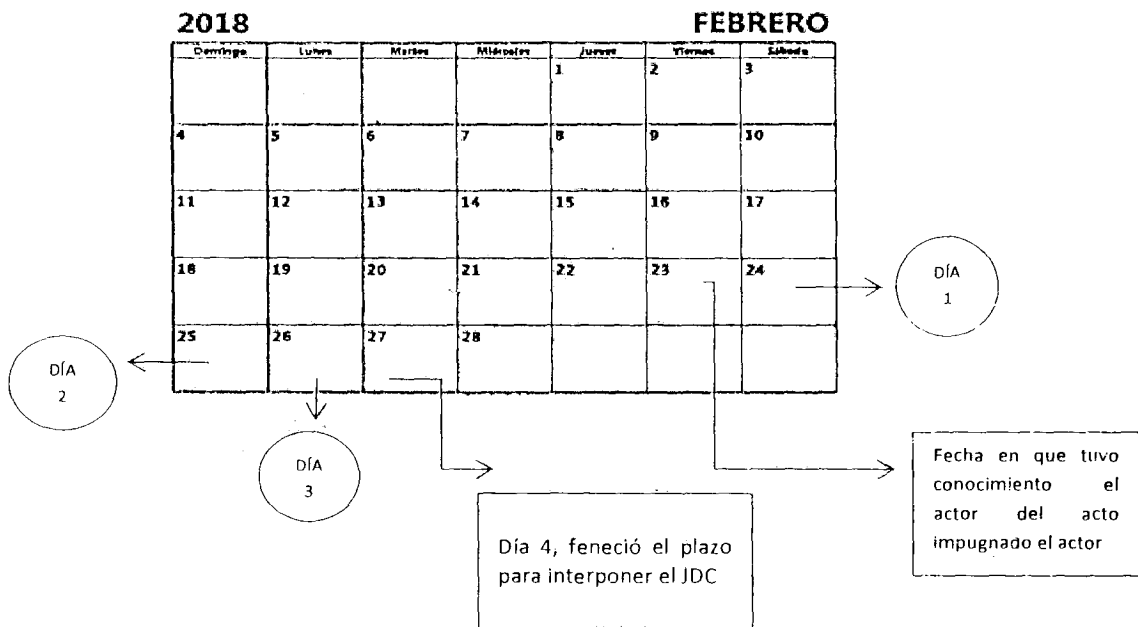 2018 FEBRERO
Domingo Lunes Martes Miércoles Jueves Viernes Sábado
1 2 3
4 5 6 7 8 9 10
11 12 13 14 15 16 17
18 19 20 21 22 23 24
DÍA
1
25 26 27 28
DÍA
2
DÍA
3
Fecha en que tuvo
conocimiento el
actor del acto
impugnado el actor
Día 4, feneció el plazo
para interponer el JDC